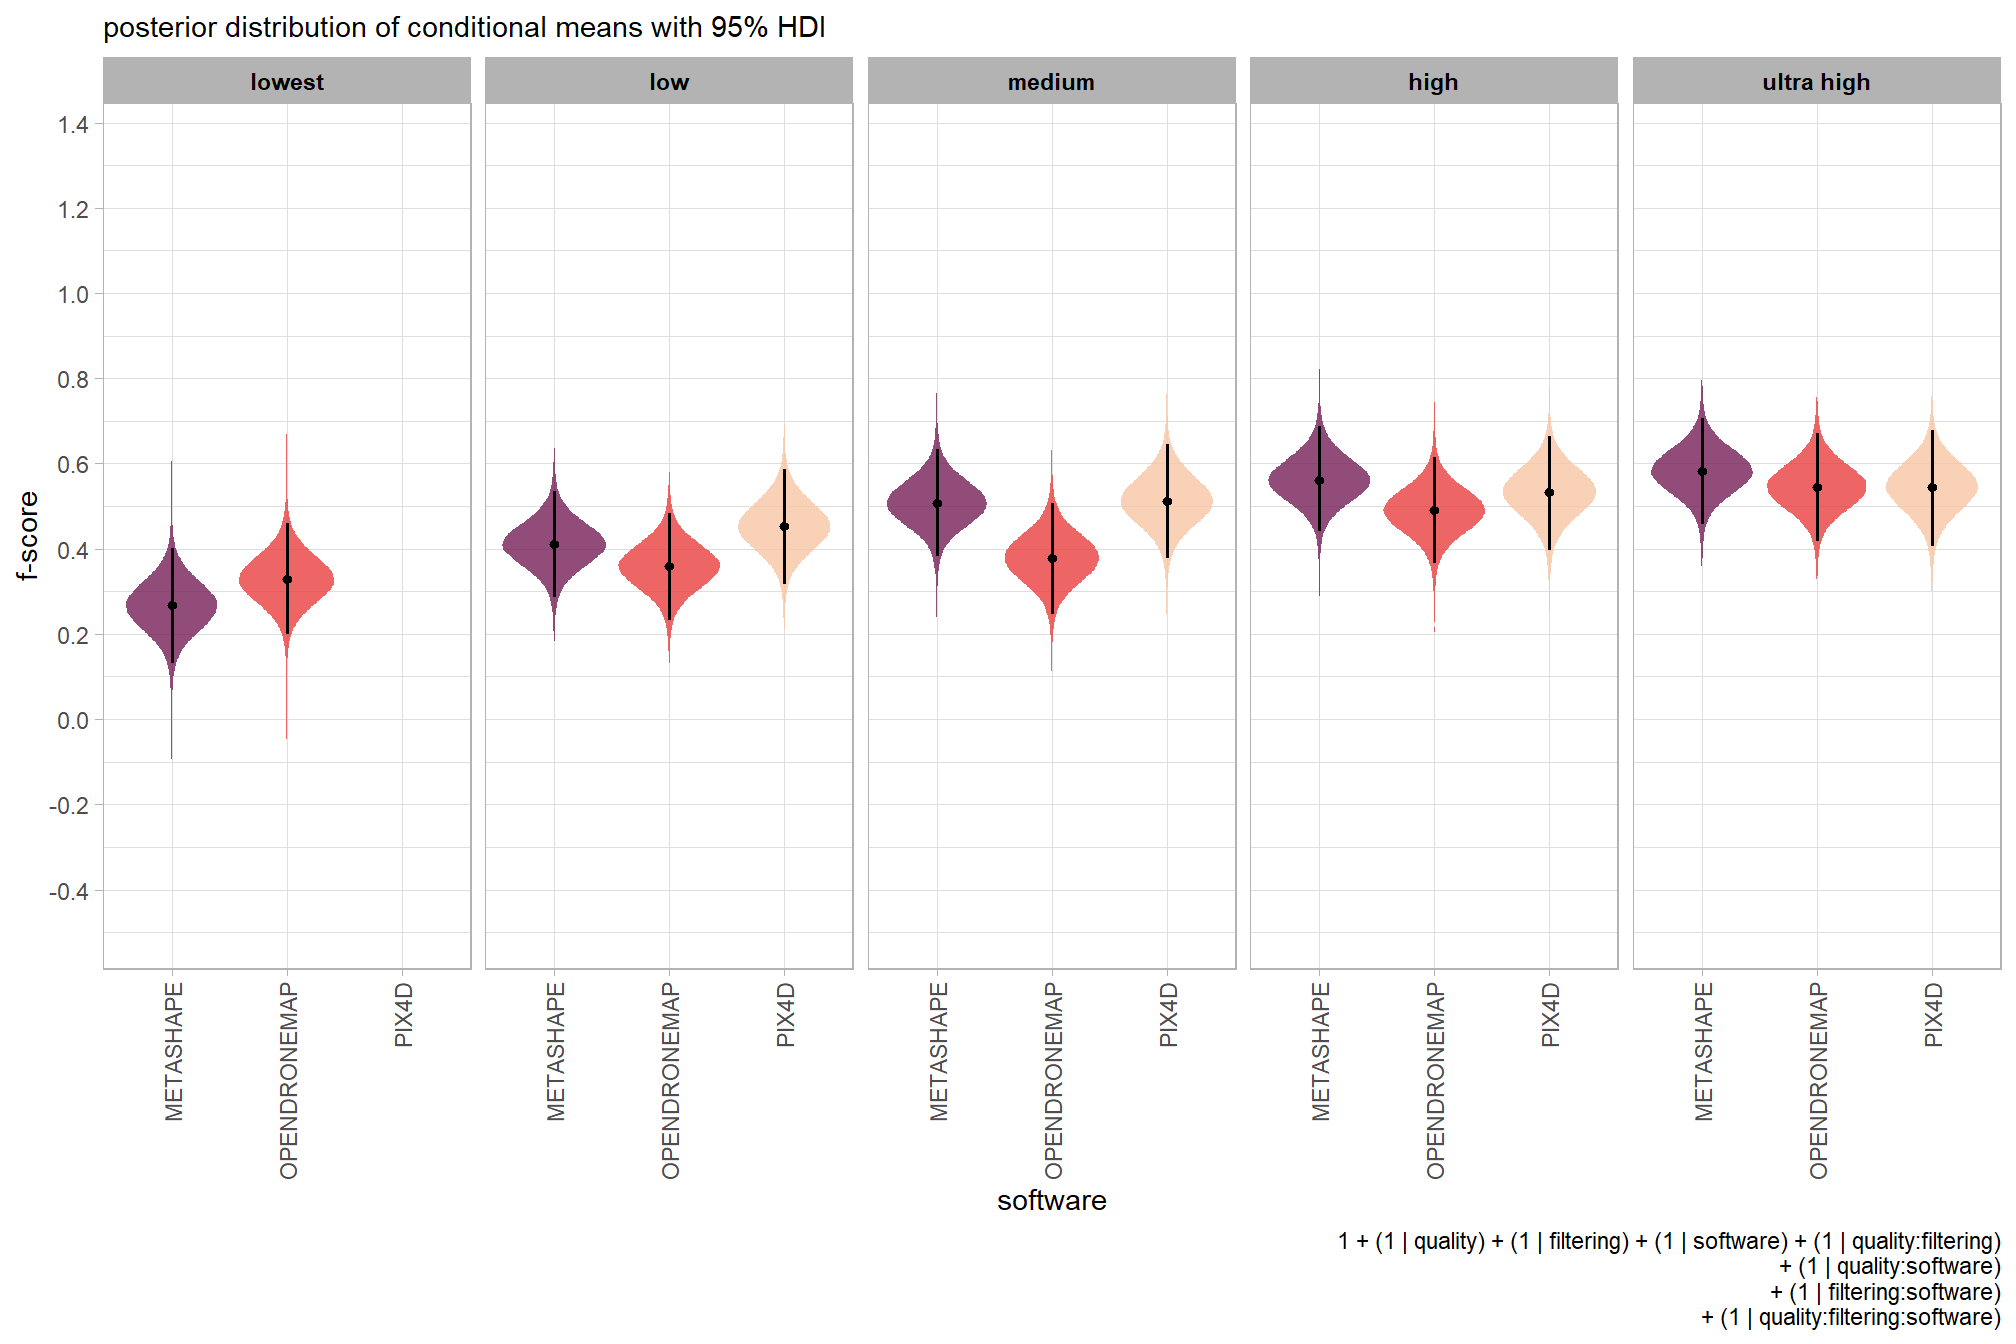 posterior distribution of conditional means with 95% HDI
lowest
low
medium
high
ultra high
f-score
1.4
1.2
1.0
0.8
0.6
0.4
0.2
0.0
-0.2
-0.4
METASHAPE
OPENDRONEMAP
PIX4D
METASHAPE
OPENDRONEMAP
PIX4D
METASHAPE
OPENDRONEMAP
PIX4D
METASHAPE
OPENDRONEMAP
PIX4D
METASHAPE
OPENDRONEMAP
PIX4D
software
1 + (1 | quality) + (1 | filtering) + (1 | software) + (1 | quality:filtering)
+ (1 | quality:software)
+ (1 | filtering:software)
+ (1 | quality:filtering:software)